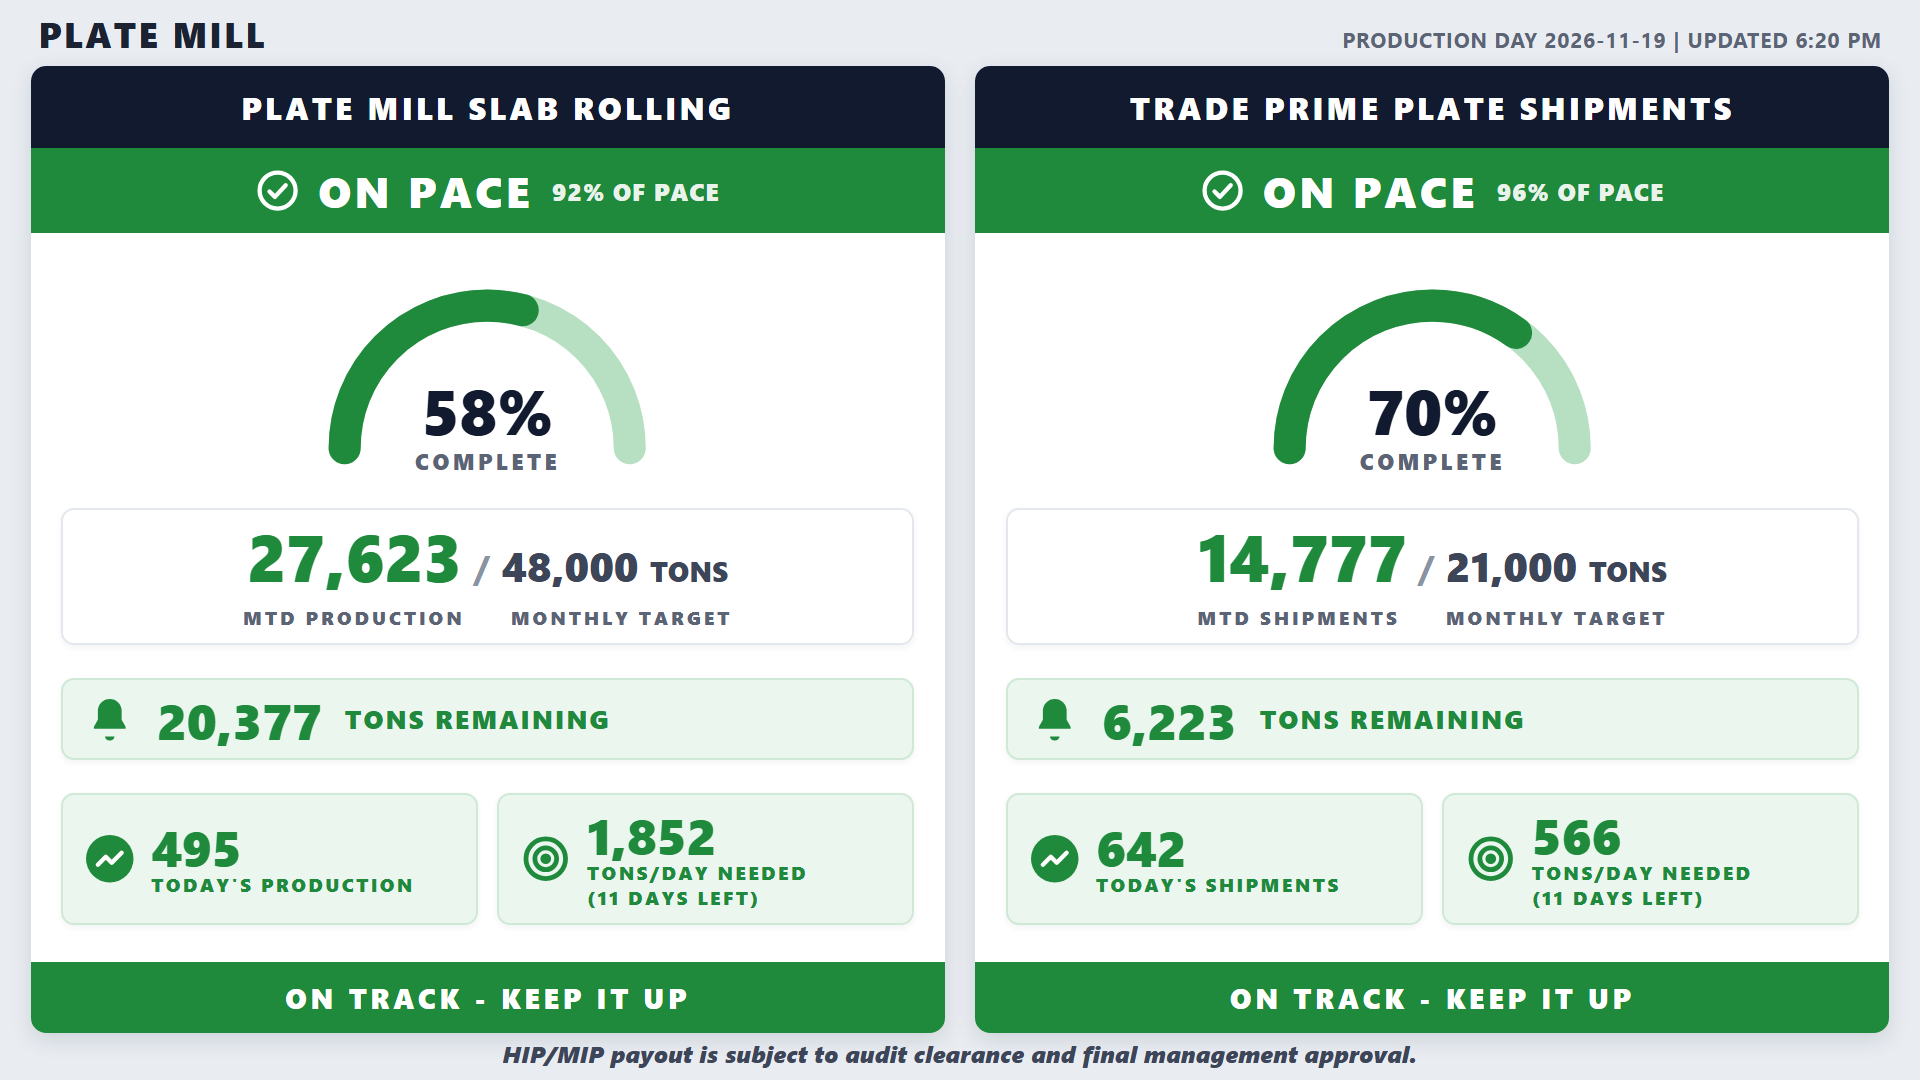 PLATE MILL
PRODUCTION DAY 2026-11-19 | UPDATED 6:20 PM
PLATE MILL SLAB ROLLING
ON PACE 92% OF PACE
58%
COMPLETE
27,623 / 48,000 TONS
MTD PRODUCTION MONTHLY TARGET
20,377 TONS REMAINING
495
TODAY'S PRODUCTION
1,852
TONS/DAY NEEDED
(11 DAYS LEFT)
ON TRACK - KEEP IT UP
TRADE PRIME PLATE SHIPMENTS
ON PACE 96% OF PACE
70%
COMPLETE
14,777 / 21,000 TONS
MTD SHIPMENTS MONTHLY TARGET
6,223 TONS REMAINING
642
TODAY'S SHIPMENTS
566
TONS/DAY NEEDED
(11 DAYS LEFT)
ON TRACK - KEEP IT UP
HIP/MIP payout is subject to audit clearance and final management approval.